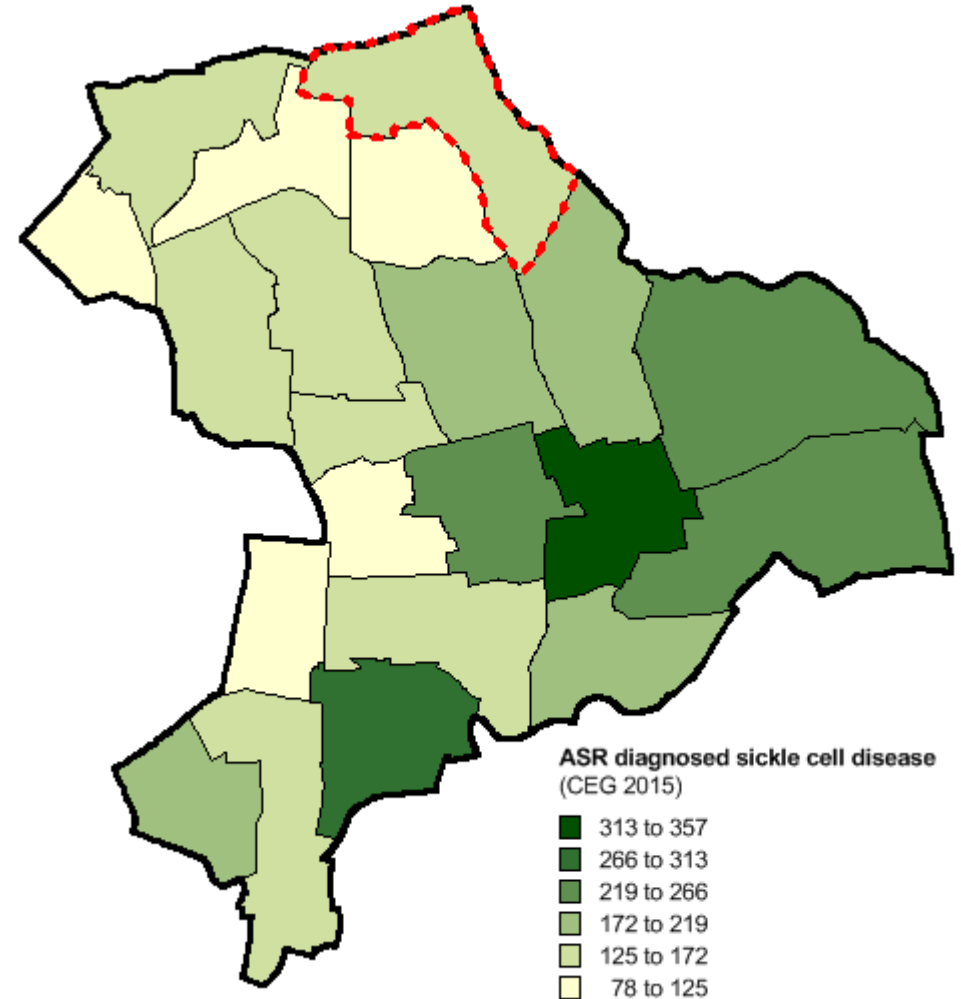 ASR diagnosed sickle cell disease
(CEG 2015)
313 to 357
266 to 313
219 to 266
172 to 219
125 to 172
78 to 125